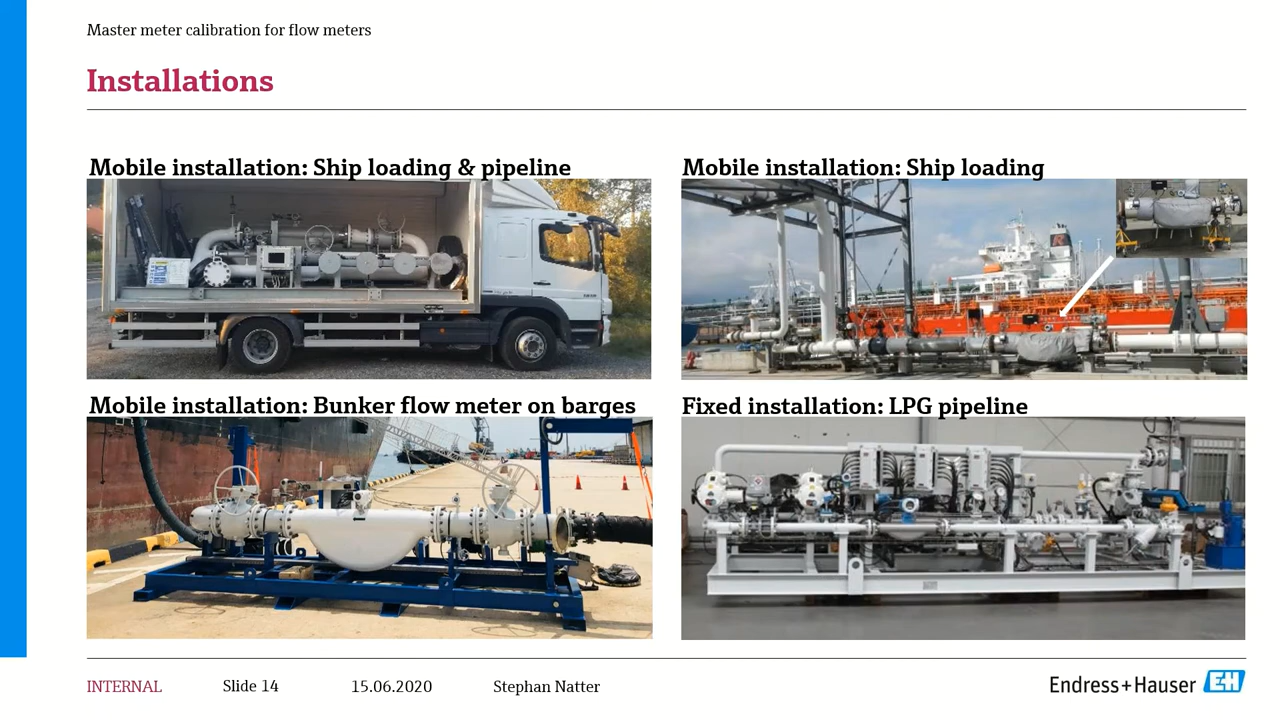 Master meter calibration for flow meters
Installations
Mobile installation: Ship loading & pipeline
Mobile installation: Ship loading
Mobile installation: Bunker flow meter on barges
Fixed installation: LPG pipeline
INTERNAL
Slide 14
15.06.2020
Stephan Natter
Endress+Hauser
EH